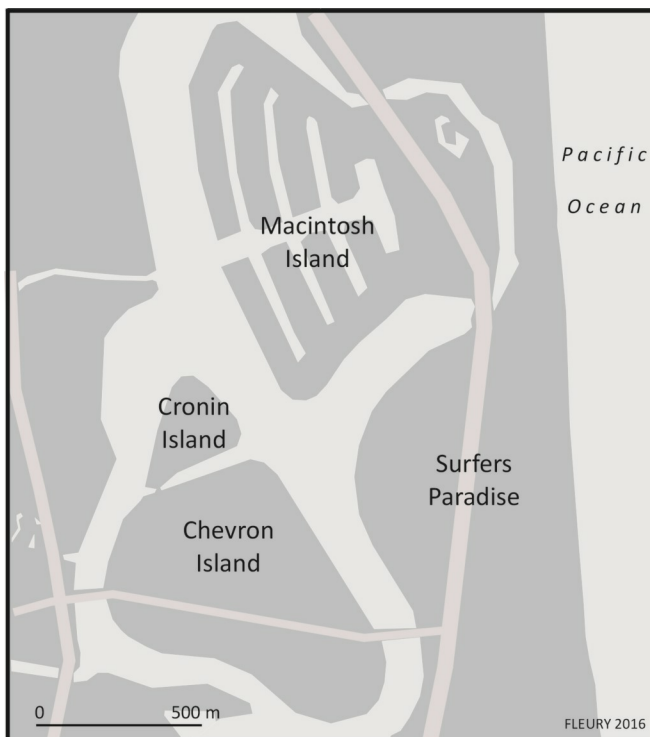 Pacific
Ocean
Macintosh
Island
Cronin
Island
Surfers
Paradise
Chevron
Island
0 500 m
FLEURY 2016